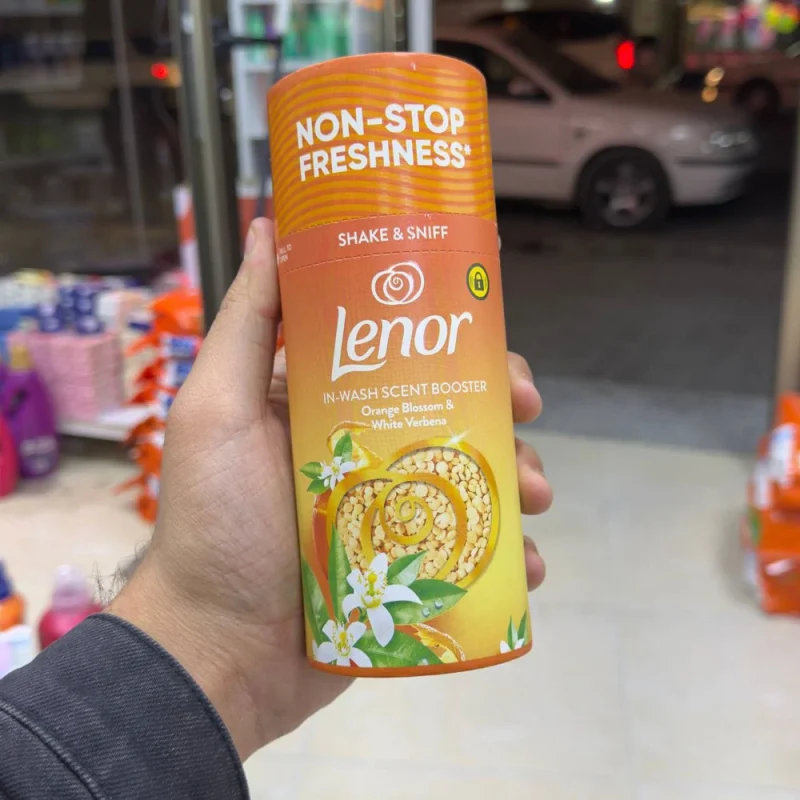 NON-STOP
FRESHNESS*
SHAKE & SNIFF
Lenor
IN-WASH SCENT BOOSTER
Orange Blossom &
White Verbena